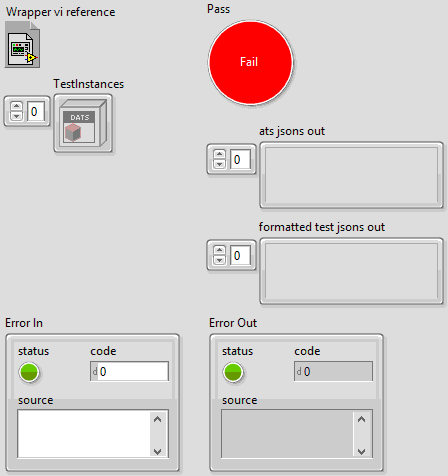 Wrapper vi reference
Pass
Fail
TestInstances
0
DATS
ats jsons out
0
formatted test jsons out
0
Error In
status
code
d 0
source
Error Out
status
code
d 0
source